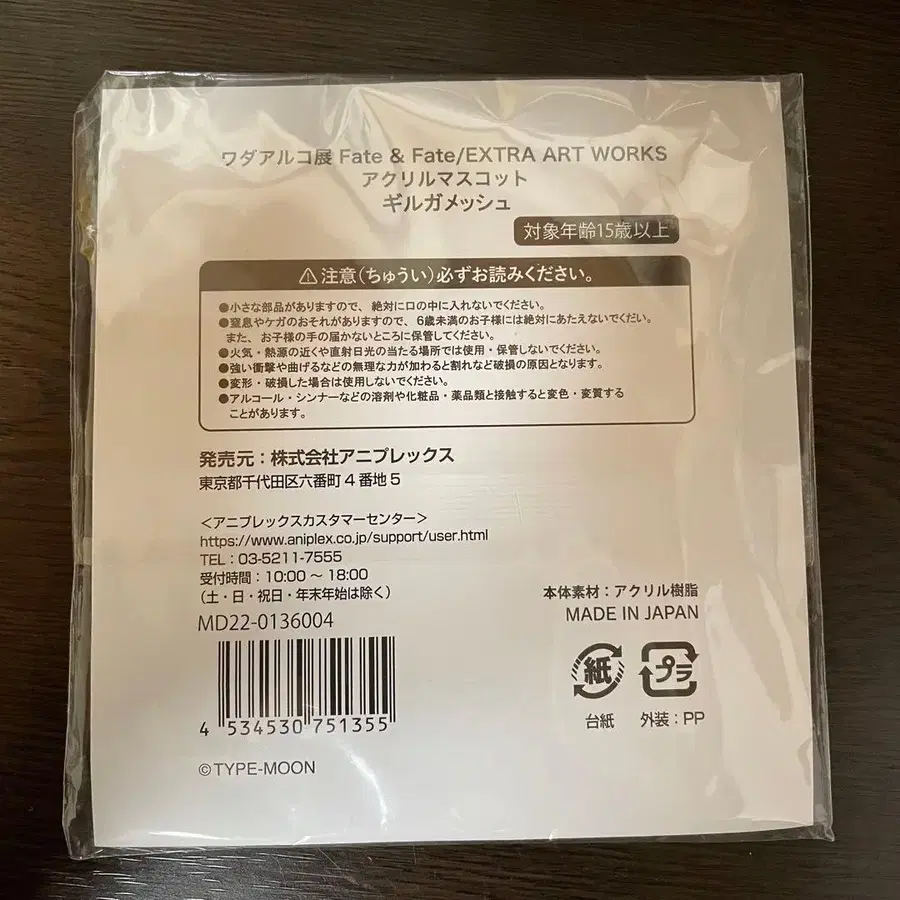 ワダアルコ展 Fate & Fate/EXTRA ART WORKS
アクリルマスコット
ギルガメッシュ
対象年齢15歳以上
⚠注意(ちゅうい)必ずお読みください。
●小さな部品がありますので、絶対に口の中に入れないでください。
●窒息やケガのおそれがありますので、6歳未満のお子様には絶対にあたえないでくだい。
また、お子様の手の届かないところに保管してください。
●火気・熱源の近くや直射日光の当たる場所では使用・保管しないでください。
●強い衝撃や曲げるなどの無理な力が加わると割れなど破損の原因となります。
●変形・破損した場合は使用しないでください。
●アルコール・シンナーなどの溶剤や化粧品・薬品類と接触すると変色・変質する
ことがあります。
発売元:株式会社アニプレックス
東京都千代田区六番町4番地5
<アニプレックスカスタマーセンター>
https://www.aniplex.co.jp/support/user.html
TEL:03-5211-7555
受付時間:10:00～18:00
(土・日・祝日・年末年始は除く)
MD22-0136004
本体素材:アクリル樹脂
MADE IN JAPAN
紙
プラ
台紙 外装:PP
4 534530 751355
©TYPE-MOON